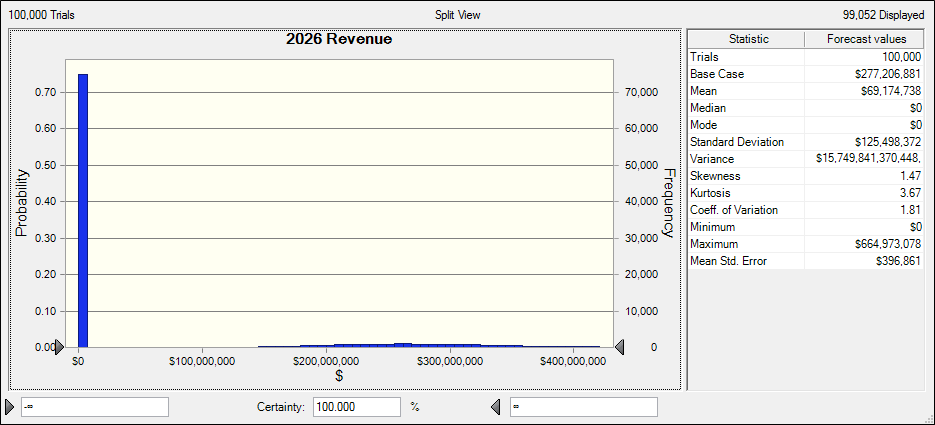 100,000 Trials Split View 99,052 Displayed
2026 Revenue
Probability
0.70
0.60
0.50
0.40
0.30
0.20
0.10
0.00
70,000
60,000
50,000
40,000
30,000
20,000
10,000
0
Frequency
$0 $100,000,000 $200,000,000 $300,000,000 $400,000,000
$
Statistic Forecast values
Trials 100,000
Base Case $277,206,881
Mean $69,174,738
Median $0
Mode $0
Standard Deviation $125,498,372
Variance $15,749,841,370,448,
Skewness 1.47
Kurtosis 3.67
Coeff. of Variation 1.81
Minimum $0
Maximum $664,973,078
Mean Std. Error $396,861
-∞ Certainty: 100.000 % ∞